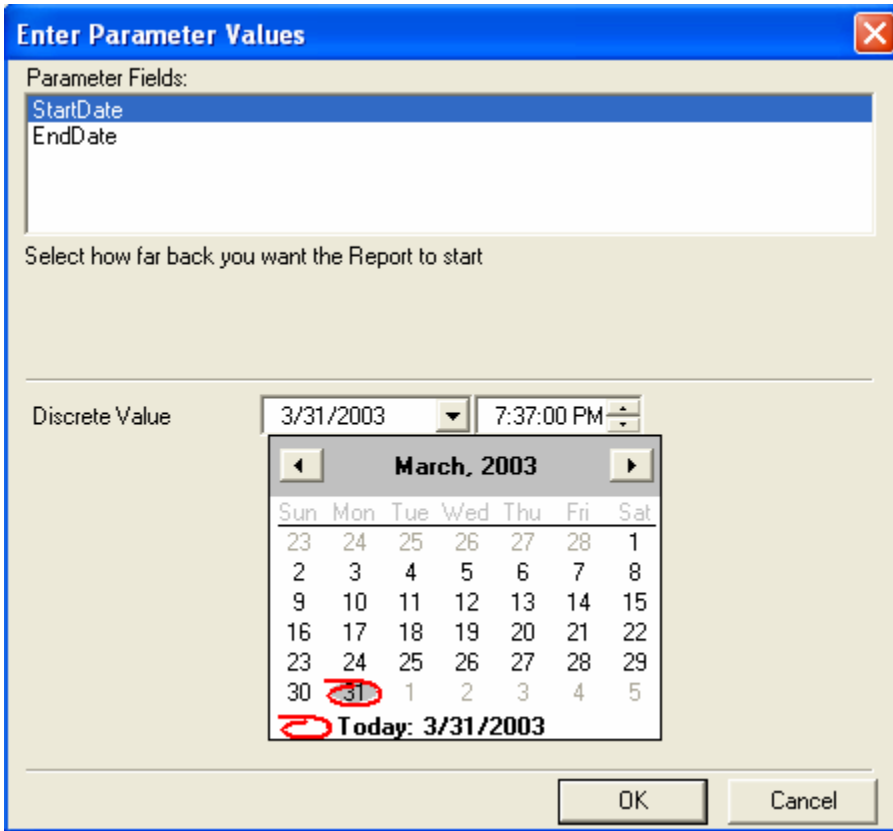 Enter Parameter Values
Parameter Fields:
StartDate
EndDate
Select how far back you want the Report to start
Discrete Value 3/31/2003 7:37:00 PM
March, 2003
Sun Mon Tue Wed Thu Fri Sat
23 24 25 26 27 28 1
2 3 4 5 6 7 8
9 10 11 12 13 14 15
16 17 18 19 20 21 22
23 24 25 26 27 28 29
30 31 1 2 3 4 5
Today: 3/31/2003
OK Cancel